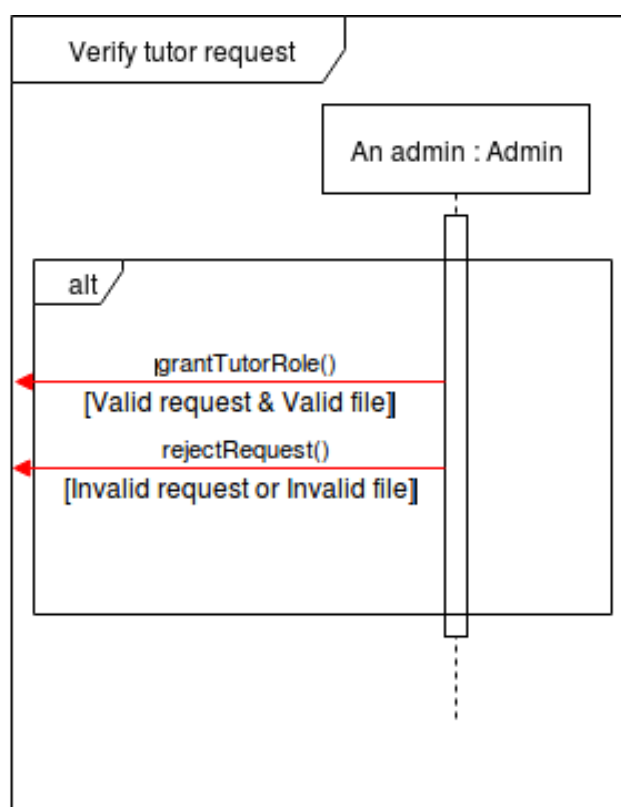 Verify tutor request
An admin : Admin
alt
grantTutorRole()
[Valid request & Valid file]
rejectRequest()
[Invalid request or Invalid file]